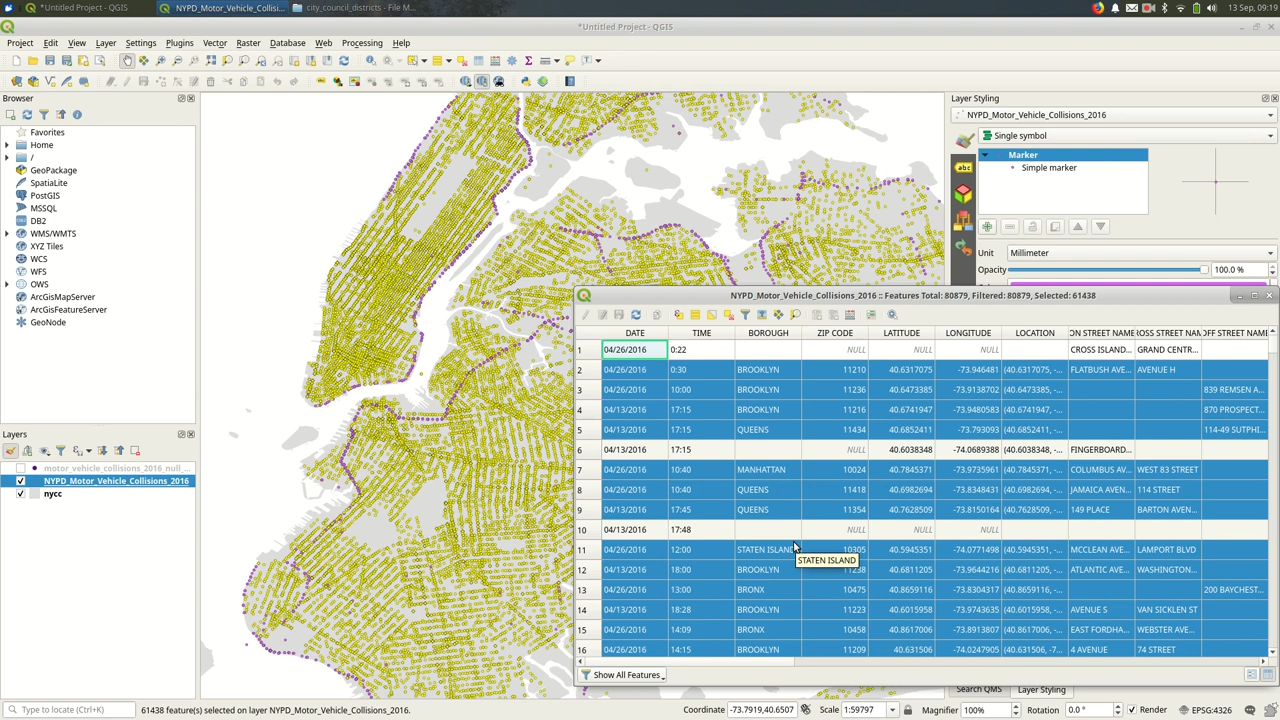 *Untitled Project - QGIS
NYPD_Motor_Vehicle_Collisi...
city_council_districts - File M...
13 Sep, 09:19
*Untitled Project - QGIS
Project Edit View Layer Settings Plugins Vector Raster Database Web Processing Help
Browser
Favorites
Home
/
GeoPackage
SpatiaLite
PostGIS
MSSQL
DB2
WMS/WMTS
XYZ Tiles
WCS
WFS
OWS
ArcGisMapServer
ArcGisFeatureServer
GeoNode
Layers
motor_vehicle_collisions_2016_null_...
NYPD_Motor_Vehicle_Collisions_2016
nycc
Layer Styling
NYPD_Motor_Vehicle_Collisions_2016
Single symbol
Marker
Simple marker
Unit Millimeter
Opacity 100.0 %
NYPD_Motor_Vehicle_Collisions_2016 :: Features Total: 80879, Filtered: 80879, Selected: 61438
DATE TIME BOROUGH ZIP CODE LATITUDE LONGITUDE LOCATION ON STREET NAME ROSS STREET NAM OFF STREET NAME
1 04/26/2016 0:22 NULL NULL NULL CROSS ISLAND... GRAND CENTR...
2 04/26/2016 0:30 BROOKLYN 11210 40.6317075 -73.946481 (40.6317075, -... FLATBUSH AVE... AVENUE H
3 04/26/2016 10:00 BROOKLYN 11236 40.6473385 -73.9138702 (40.6473385, -... 839 REMSEN A...
4 04/13/2016 17:15 BROOKLYN 11216 40.6741947 -73.9480583 (40.6741947, -... 870 PROSPECT...
5 04/13/2016 17:15 QUEENS 11434 40.6852411 -73.793093 (40.6852411, -... 114-49 SUTPHI...
6 04/13/2016 17:15 NULL 40.6038348 -74.0689388 (40.6038348, -... FINGERBOARD...
7 04/26/2016 10:40 MANHATTAN 10024 40.7845371 -73.9735961 (40.7845371, -... COLUMBUS AV... WEST 83 STREET
8 04/26/2016 10:40 QUEENS 11418 40.6982694 -73.8348431 (40.6982694, -... JAMAICA AVEN... 114 STREET
9 04/26/2016 17:45 QUEENS 11354 40.7628509 -73.8150164 (40.7628509, -... 149 PLACE BARTON AVEN...
10 04/13/2016 17:48 NULL NULL NULL
11 04/26/2016 12:00 STATEN ISLAND 10305 40.5945351 -74.0771498 (40.5945351, -... MCCLEAN AVE... LAMPORT BLVD
STATEN ISLAND
12 04/13/2016 18:00 BROOKLYN 11238 40.6811205 -73.9644216 (40.6811205, -... ATLANTIC AVE... WASHINGTON...
13 04/26/2016 13:00 BRONX 10475 40.8659116 -73.8304317 (40.8659116, -... 200 BAYCHEST...
14 04/13/2016 18:28 BROOKLYN 11223 40.6015958 -73.9743635 (40.6015958, -... AVENUE S VAN SICKLEN ST
15 04/26/2016 14:09 BRONX 10458 40.8617006 -73.8913807 (40.8617006, -... EAST FORDHA... WEBSTER AVE...
16 04/26/2016 14:15 BROOKLYN 11209 40.631506 -74.0247905 (40.631506, -7... 4 AVENUE 74 STREET
Show All Features
Search QMS Layer Styling
Type to locate (Ctrl+K) 61438 feature(s) selected on layer NYPD_Motor_Vehicle_Collisions_2016. Coordinate -73.7919,40.6507 Scale 1:59797 Magnifier 100% Rotation 0.0 ° Render EPSG:4326